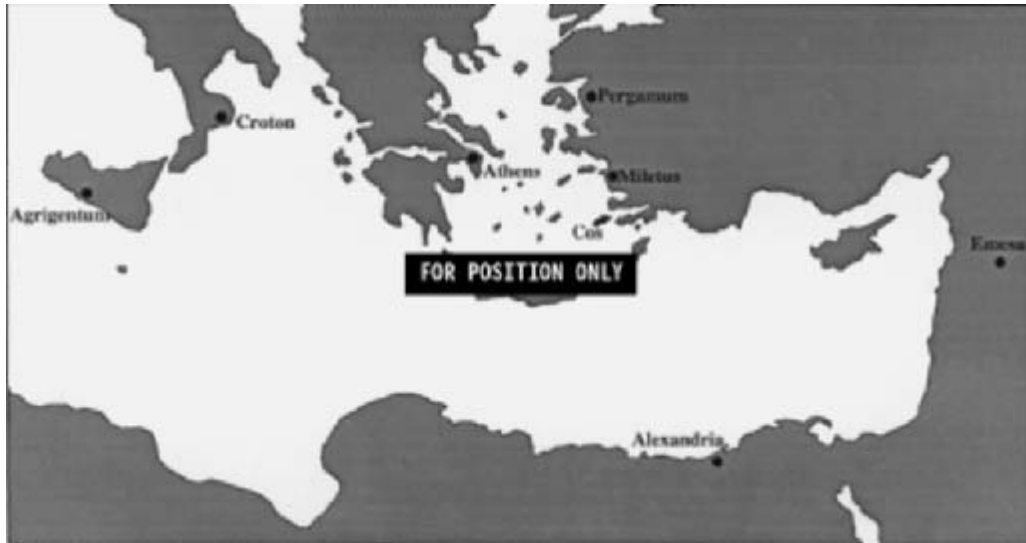 Pergamum
Croton
Athens
Miletus
Agrigentum
Cos
Emesa
FOR POSITION ONLY
Alexandria